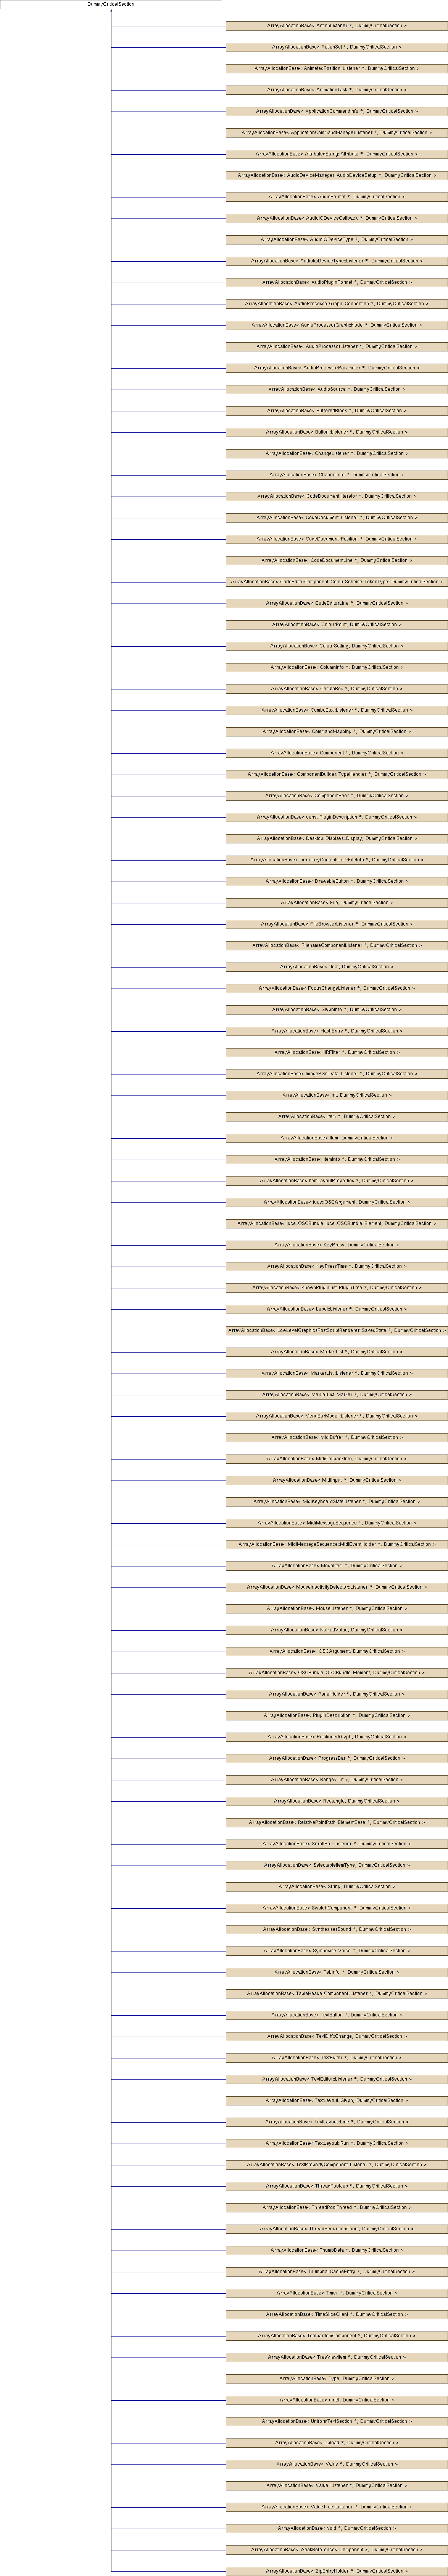 DummyCriticalSection
ArrayAllocationBase< ActionListener *, DummyCriticalSection >
ArrayAllocationBase< ActionSet *, DummyCriticalSection >
ArrayAllocationBase< AnimatedPosition::Listener *, DummyCriticalSection >
ArrayAllocationBase< AnimationTask *, DummyCriticalSection >
ArrayAllocationBase< ApplicationCommandInfo *, DummyCriticalSection >
ArrayAllocationBase< ApplicationCommandManagerListener *, DummyCriticalSection >
ArrayAllocationBase< AttributedString::Attribute *, DummyCriticalSection >
ArrayAllocationBase< AudioDeviceManager::AudioDeviceSetup *, DummyCriticalSection >
ArrayAllocationBase< AudioFormat *, DummyCriticalSection >
ArrayAllocationBase< AudioIODeviceCallback *, DummyCriticalSection >
ArrayAllocationBase< AudioIODeviceType *, DummyCriticalSection >
ArrayAllocationBase< AudioIODeviceType::Listener *, DummyCriticalSection >
ArrayAllocationBase< AudioPluginFormat *, DummyCriticalSection >
ArrayAllocationBase< AudioProcessorGraph::Connection *, DummyCriticalSection >
ArrayAllocationBase< AudioProcessorGraph::Node *, DummyCriticalSection >
ArrayAllocationBase< AudioProcessorListener *, DummyCriticalSection >
ArrayAllocationBase< AudioProcessorParameter *, DummyCriticalSection >
ArrayAllocationBase< AudioSource *, DummyCriticalSection >
ArrayAllocationBase< BufferedBlock *, DummyCriticalSection >
ArrayAllocationBase< Button::Listener *, DummyCriticalSection >
ArrayAllocationBase< ChangeListener *, DummyCriticalSection >
ArrayAllocationBase< ChannelInfo *, DummyCriticalSection >
ArrayAllocationBase< CodeDocument::Iterator *, DummyCriticalSection >
ArrayAllocationBase< CodeDocument::Listener *, DummyCriticalSection >
ArrayAllocationBase< CodeDocument::Position *, DummyCriticalSection >
ArrayAllocationBase< CodeDocumentLine *, DummyCriticalSection >
ArrayAllocationBase< CodeEditorComponent::ColourScheme::TokenType, DummyCriticalSection >
ArrayAllocationBase< CodeEditorLine *, DummyCriticalSection >
ArrayAllocationBase< ColourPoint, DummyCriticalSection >
ArrayAllocationBase< ColourSetting, DummyCriticalSection >
ArrayAllocationBase< ColumnInfo *, DummyCriticalSection >
ArrayAllocationBase< ComboBox *, DummyCriticalSection >
ArrayAllocationBase< ComboBox::Listener *, DummyCriticalSection >
ArrayAllocationBase< CommandMapping *, DummyCriticalSection >
ArrayAllocationBase< Component *, DummyCriticalSection >
ArrayAllocationBase< ComponentBuilder::TypeHandler *, DummyCriticalSection >
ArrayAllocationBase< ComponentPeer *, DummyCriticalSection >
ArrayAllocationBase< const PluginDescription *, DummyCriticalSection >
ArrayAllocationBase< Desktop::Displays::Display, DummyCriticalSection >
ArrayAllocationBase< DirectoryContentsList::FileInfo *, DummyCriticalSection >
ArrayAllocationBase< DrawableButton *, DummyCriticalSection >
ArrayAllocationBase< File, DummyCriticalSection >
ArrayAllocationBase< FileBrowserListener *, DummyCriticalSection >
ArrayAllocationBase< FilenameComponentListener *, DummyCriticalSection >
ArrayAllocationBase< float, DummyCriticalSection >
ArrayAllocationBase< FocusChangeListener *, DummyCriticalSection >
ArrayAllocationBase< GlyphInfo *, DummyCriticalSection >
ArrayAllocationBase< HashEntry *, DummyCriticalSection >
ArrayAllocationBase< IIRFilter *, DummyCriticalSection >
ArrayAllocationBase< ImagePixelData::Listener *, DummyCriticalSection >
ArrayAllocationBase< int, DummyCriticalSection >
ArrayAllocationBase< Item *, DummyCriticalSection >
ArrayAllocationBase< Item, DummyCriticalSection >
ArrayAllocationBase< ItemInfo *, DummyCriticalSection >
ArrayAllocationBase< ItemLayoutProperties *, DummyCriticalSection >
ArrayAllocationBase< juce::OSCArgument, DummyCriticalSection >
ArrayAllocationBase< juce::OSCBundle::juce::OSCBundle::Element, DummyCriticalSection >
ArrayAllocationBase< KeyPress, DummyCriticalSection >
ArrayAllocationBase< KeyPressTime *, DummyCriticalSection >
ArrayAllocationBase< KnownPluginList::PluginTree *, DummyCriticalSection >
ArrayAllocationBase< Label::Listener *, DummyCriticalSection >
ArrayAllocationBase< LowLevelGraphicsPostScriptRenderer::SavedState *, DummyCriticalSection >
ArrayAllocationBase< MarkerList *, DummyCriticalSection >
ArrayAllocationBase< MarkerList::Listener *, DummyCriticalSection >
ArrayAllocationBase< MarkerList::Marker *, DummyCriticalSection >
ArrayAllocationBase< MenuBarModel::Listener *, DummyCriticalSection >
ArrayAllocationBase< MidiBuffer *, DummyCriticalSection >
ArrayAllocationBase< MidiCallbackInfo, DummyCriticalSection >
ArrayAllocationBase< MidiInput *, DummyCriticalSection >
ArrayAllocationBase< MidiKeyboardStateListener *, DummyCriticalSection >
ArrayAllocationBase< MidiMessageSequence *, DummyCriticalSection >
ArrayAllocationBase< MidiMessageSequence::MidiEventHolder *, DummyCriticalSection >
ArrayAllocationBase< ModalItem *, DummyCriticalSection >
ArrayAllocationBase< MouseInactivityDetector::Listener *, DummyCriticalSection >
ArrayAllocationBase< MouseListener *, DummyCriticalSection >
ArrayAllocationBase< NamedValue, DummyCriticalSection >
ArrayAllocationBase< OSCArgument, DummyCriticalSection >
ArrayAllocationBase< OSCBundle::OSCBundle::Element, DummyCriticalSection >
ArrayAllocationBase< PanelHolder *, DummyCriticalSection >
ArrayAllocationBase< PluginDescription *, DummyCriticalSection >
ArrayAllocationBase< PositionedGlyph, DummyCriticalSection >
ArrayAllocationBase< ProgressBar *, DummyCriticalSection >
ArrayAllocationBase< Range< int >, DummyCriticalSection >
ArrayAllocationBase< Rectangle, DummyCriticalSection >
ArrayAllocationBase< RelativePointPath::ElementBase *, DummyCriticalSection >
ArrayAllocationBase< ScrollBar::Listener *, DummyCriticalSection >
ArrayAllocationBase< SelectableItemType, DummyCriticalSection >
ArrayAllocationBase< String, DummyCriticalSection >
ArrayAllocationBase< SwatchComponent *, DummyCriticalSection >
ArrayAllocationBase< SynthesiserSound *, DummyCriticalSection >
ArrayAllocationBase< SynthesiserVoice *, DummyCriticalSection >
ArrayAllocationBase< TabInfo *, DummyCriticalSection >
ArrayAllocationBase< TableHeaderComponent::Listener *, DummyCriticalSection >
ArrayAllocationBase< TextButton *, DummyCriticalSection >
ArrayAllocationBase< TextDiff::Change, DummyCriticalSection >
ArrayAllocationBase< TextEditor *, DummyCriticalSection >
ArrayAllocationBase< TextEditor::Listener *, DummyCriticalSection >
ArrayAllocationBase< TextLayout::Glyph, DummyCriticalSection >
ArrayAllocationBase< TextLayout::Line *, DummyCriticalSection >
ArrayAllocationBase< TextLayout::Run *, DummyCriticalSection >
ArrayAllocationBase< TextPropertyComponent::Listener *, DummyCriticalSection >
ArrayAllocationBase< ThreadPoolJob *, DummyCriticalSection >
ArrayAllocationBase< ThreadPoolThread *, DummyCriticalSection >
ArrayAllocationBase< ThreadRecursionCount, DummyCriticalSection >
ArrayAllocationBase< ThumbData *, DummyCriticalSection >
ArrayAllocationBase< ThumbnailCacheEntry *, DummyCriticalSection >
ArrayAllocationBase< Timer *, DummyCriticalSection >
ArrayAllocationBase< TimeSliceClient *, DummyCriticalSection >
ArrayAllocationBase< ToolbarItemComponent *, DummyCriticalSection >
ArrayAllocationBase< TreeViewItem *, DummyCriticalSection >
ArrayAllocationBase< Type, DummyCriticalSection >
ArrayAllocationBase< uint8, DummyCriticalSection >
ArrayAllocationBase< UniformTextSection *, DummyCriticalSection >
ArrayAllocationBase< Upload *, DummyCriticalSection >
ArrayAllocationBase< Value *, DummyCriticalSection >
ArrayAllocationBase< Value::Listener *, DummyCriticalSection >
ArrayAllocationBase< ValueTree::Listener *, DummyCriticalSection >
ArrayAllocationBase< void *, DummyCriticalSection >
ArrayAllocationBase< WeakReference< Component >, DummyCriticalSection >
ArrayAllocationBase< ZipEntryHolder *, DummyCriticalSection >